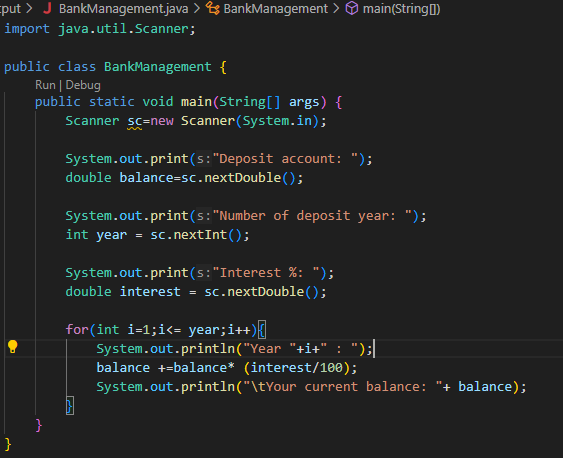 tput > J BankManagement.java > BankManagement > main(String[])
import java.util.Scanner;
public class BankManagement {
Run | Debug
public static void main(String[] args) {
Scanner sc=new Scanner(System.in);
System.out.print(s:"Deposit account: ");
double balance=sc.nextDouble();
System.out.print(s:"Number of deposit year: ");
int year = sc.nextInt();
System.out.print(s:"Interest %: ");
double interest = sc.nextDouble();
for(int i=1;i<= year;i++){
System.out.println("Year "+i+" : ");
balance +=balance* (interest/100);
System.out.println("\tYour current balance: "+ balance);
}
}
}